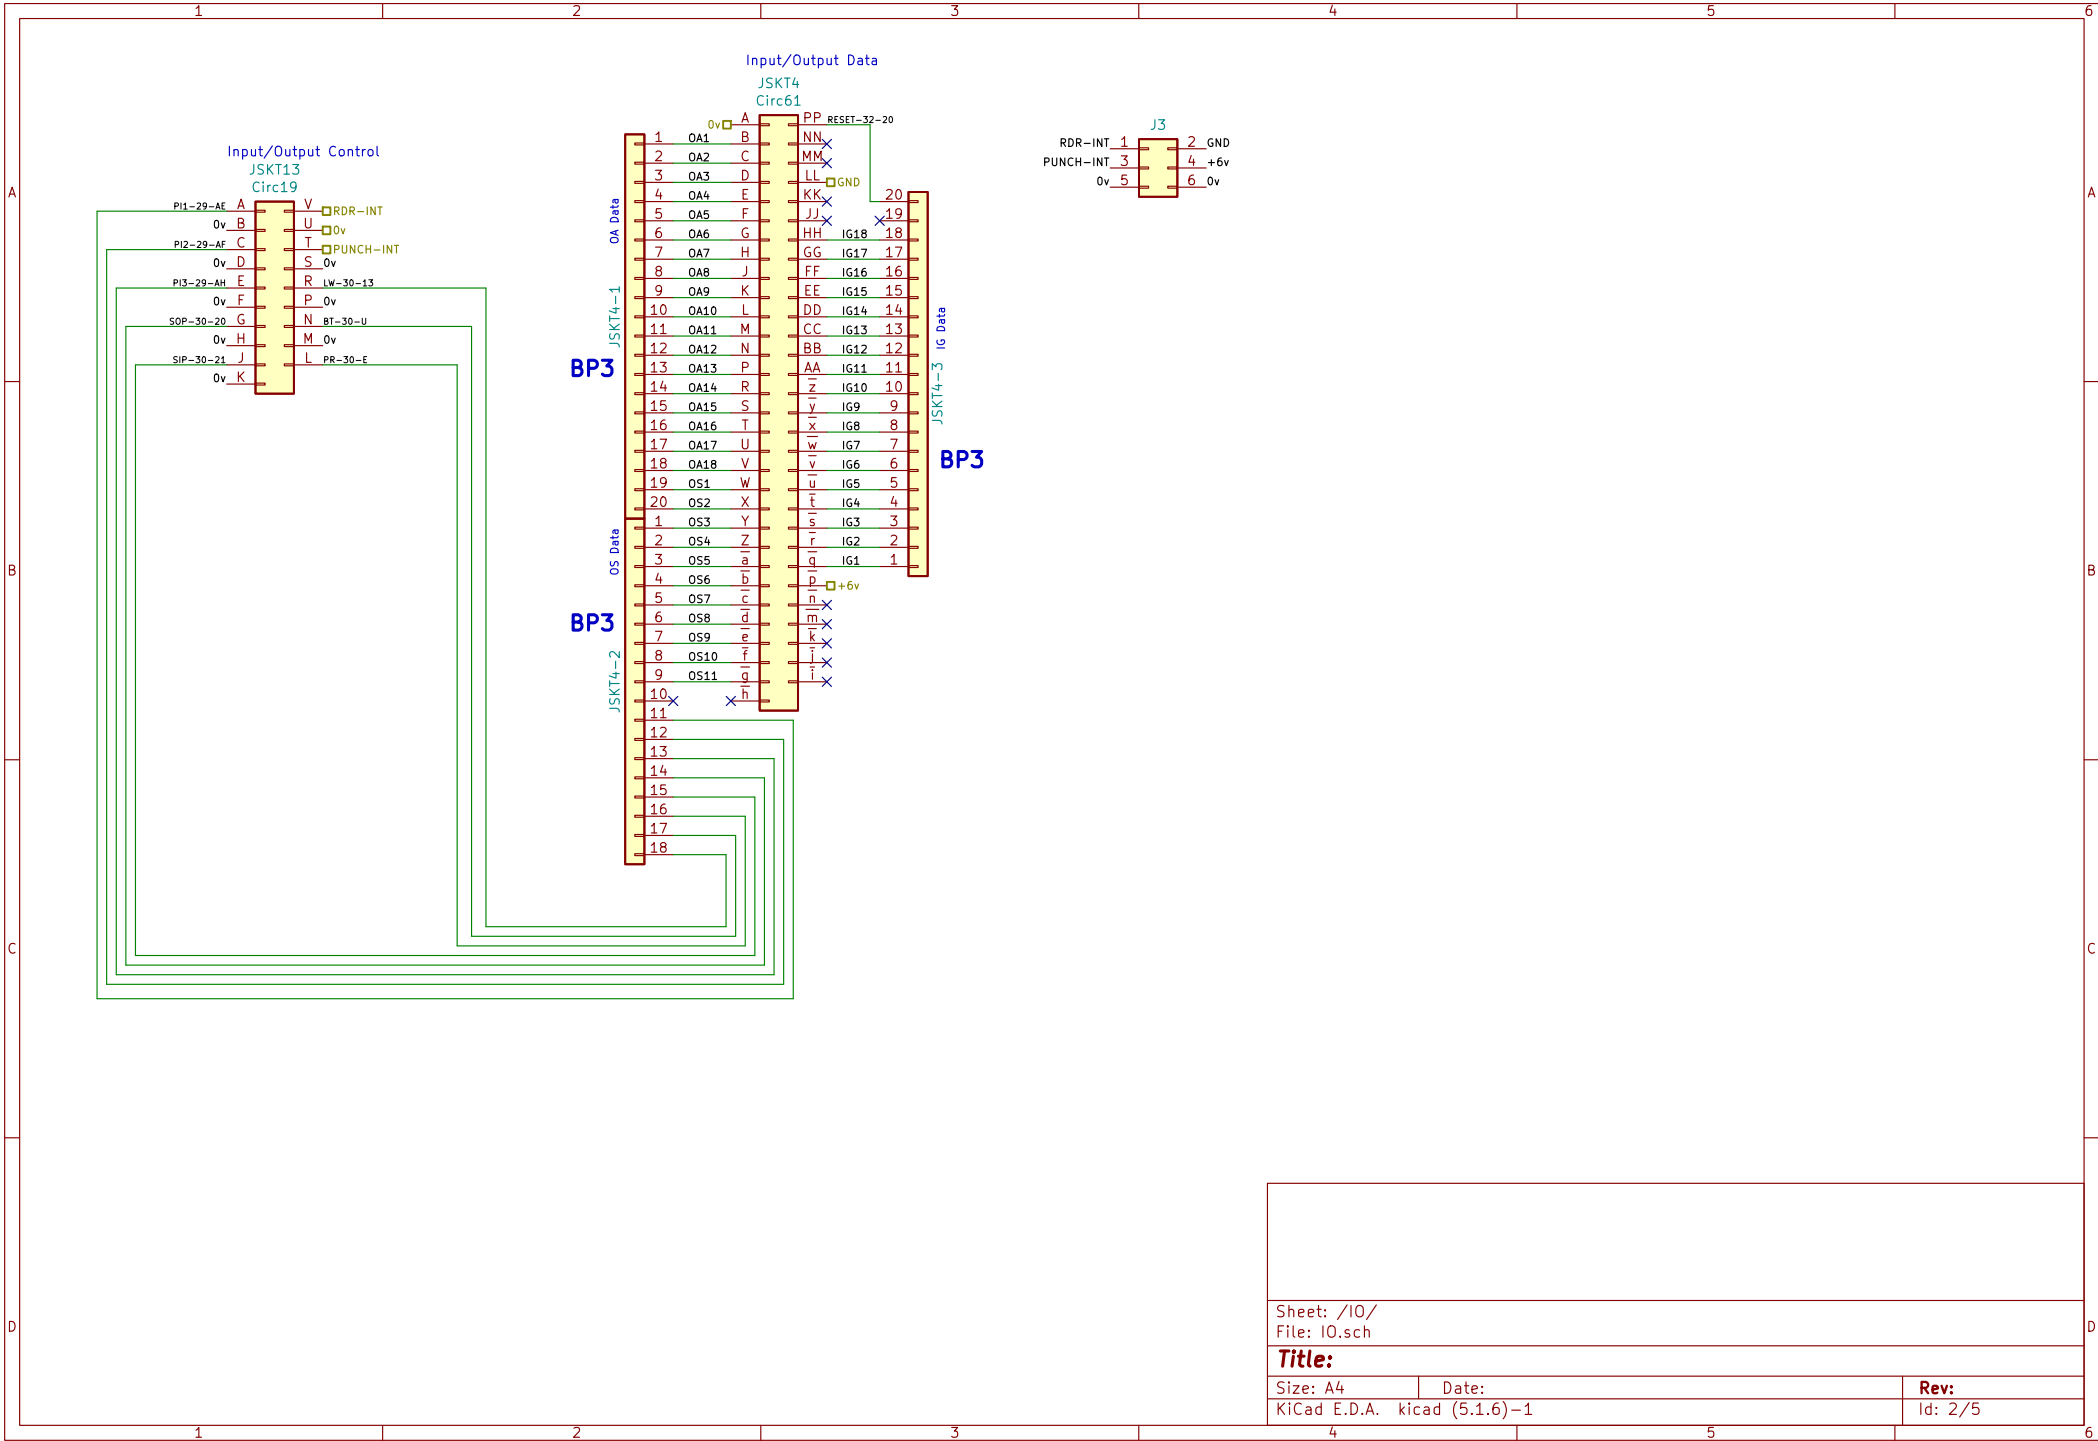 1 2 3 4 5 6
A A
B B
C C
D D
Input/Output Control
JSKT13
Circ19
PI1-29-AE A V RDR-INT
0v B U 0v
PI2-29-AF C T PUNCH-INT
0v D S 0v
PI3-29-AH E R LW-30-13
0v F P 0v
SOP-30-20 G N BT-30-U
0v H M 0v
SIP-30-21 J L PR-30-E
0v K
Input/Output Data
JSKT4
Circ61
0v A PP RESET-32-20
1 OA1 B NN
2 OA2 C MM
3 OA3 D LL GND
4 OA4 E KK 20
5 OA5 F JJ 19
6 OA6 G HH IG18 18
7 OA7 H GG IG17 17
8 OA8 J FF IG16 16
9 OA9 K EE IG15 15
10 OA10 L DD IG14 14
11 OA11 M CC IG13 13
12 OA12 N BB IG12 12
13 OA13 P AA IG11 11
14 OA14 R z IG10 10
15 OA15 S y IG9 9
16 OA16 T x IG8 8
17 OA17 U w IG7 7
18 OA18 V v IG6 6
19 OS1 W u IG5 5
20 OS2 X t IG4 4
1 OS3 Y s IG3 3
2 OS4 Z r IG2 2
3 OS5 a q IG1 1
4 OS6 b p +6v
5 OS7 c n
6 OS8 d m
7 OS9 e k
8 OS10 f j
9 OS11 g i
10 h
11
12
13
14
15
16
17
18
OA Data
JSKT4-1
BP3
OS Data
BP3
JSKT4-2
IG Data
JSKT4-3
BP3
J3
RDR-INT 1 2 GND
PUNCH-INT 3 4 +6v
0v 5 6 0v
Sheet: /IO/
File: IO.sch
Title:
Size: A4 Date: Rev:
KiCad E.D.A. kicad (5.1.6)-1 Id: 2/5
1 2 3 4 5 6